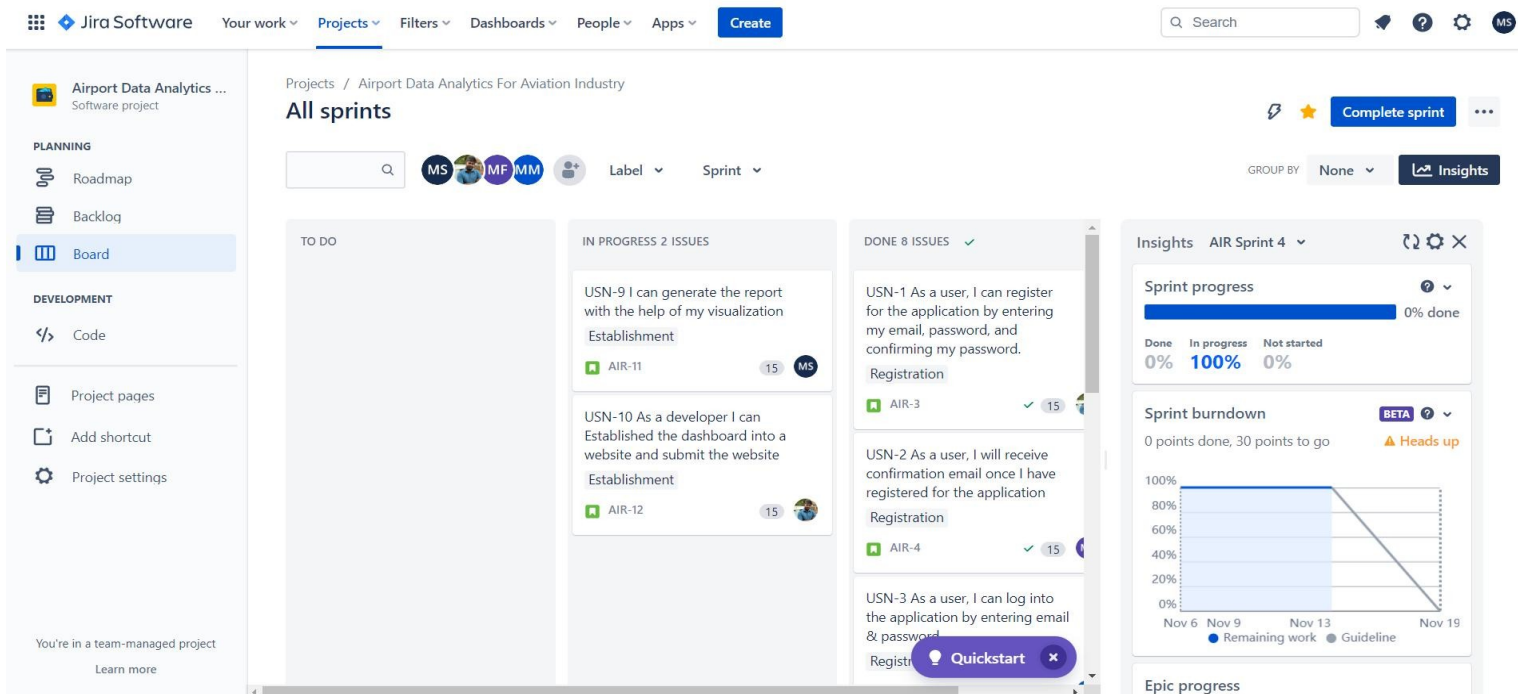 Jira Software Your work Projects Filters Dashboards People Apps Create Search MS
Airport Data Analytics ...
Software project
PLANNING
Roadmap
Backlog
Board
DEVELOPMENT
Code
Project pages
Add shortcut
Project settings
You're in a team-managed project
Learn more
Projects / Airport Data Analytics For Aviation Industry
All sprints
Complete sprint
MS MF MM Label Sprint GROUP BY None Insights
TO DO
IN PROGRESS 2 ISSUES
USN-9 I can generate the report
with the help of my visualization
Establishment
AIR-11 15 MS
USN-10 As a developer I can
Established the dashboard into a
website and submit the website
Establishment
AIR-12 15
DONE 8 ISSUES
USN-1 As a user, I can register
for the application by entering
my email, password, and
confirming my password.
Registration
AIR-3 15
USN-2 As a user, I will receive
confirmation email once I have
registered for the application
Registration
AIR-4 15
USN-3 As a user, I can log into
the application by entering email
& password
Quickstart
Insights AIR Sprint 4
Sprint progress
0% done
Done In progress Not started
0% 100% 0%
Sprint burndown BETA
0 points done, 30 points to go Heads up
100%
80%
60%
40%
20%
0%
Nov 6 Nov 9 Nov 13 Nov 19
Remaining work Guideline
Epic progress